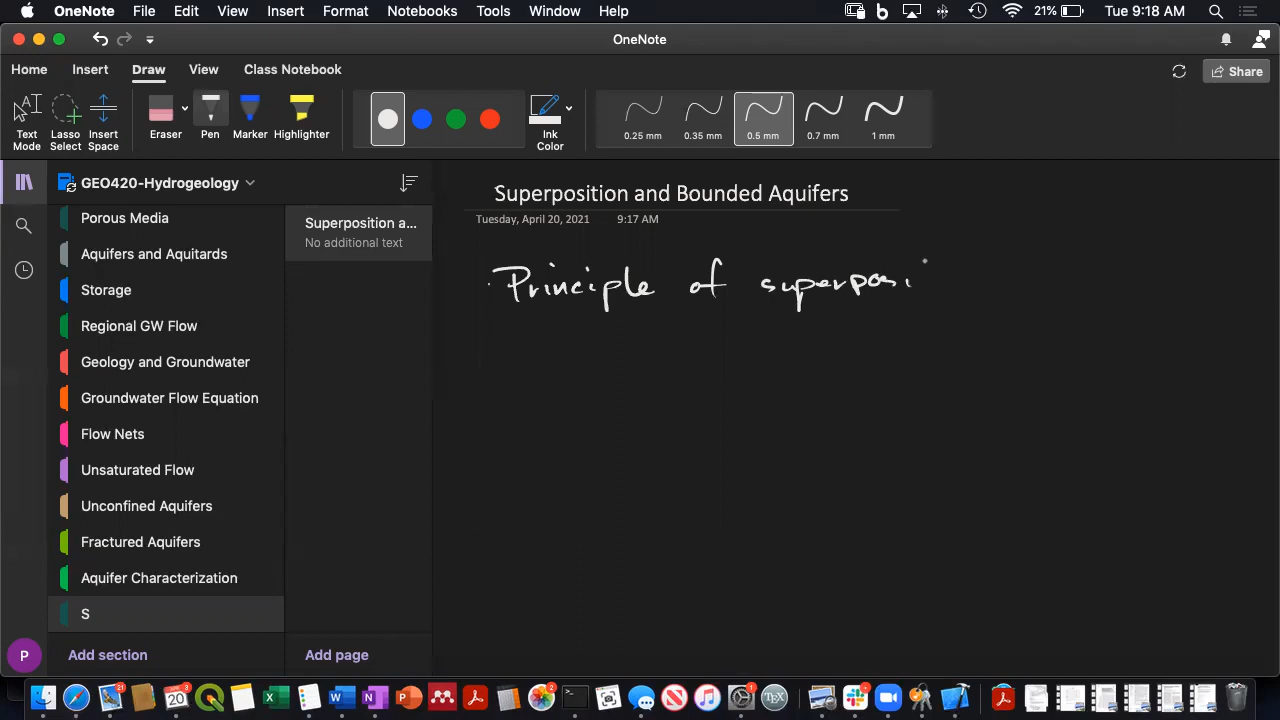 OneNote File Edit View Insert Format Notebooks Tools Window Help 21% Tue 9:18 AM
OneNote
Home Insert Draw View Class Notebook Share
Text Mode Lasso Select Insert Space Eraser Pen Marker Highlighter Ink Color 0.25 mm 0.35 mm 0.5 mm 0.7 mm 1 mm
GEO420-Hydrogeology
Porous Media
Aquifers and Aquitards
Storage
Regional GW Flow
Geology and Groundwater
Groundwater Flow Equation
Flow Nets
Unsaturated Flow
Unconfined Aquifers
Fractured Aquifers
Aquifer Characterization
S
P
Add section
Superposition a...
No additional text
Add page
Superposition and Bounded Aquifers
Tuesday, April 20, 2021 9:17 AM
Principle of superposi